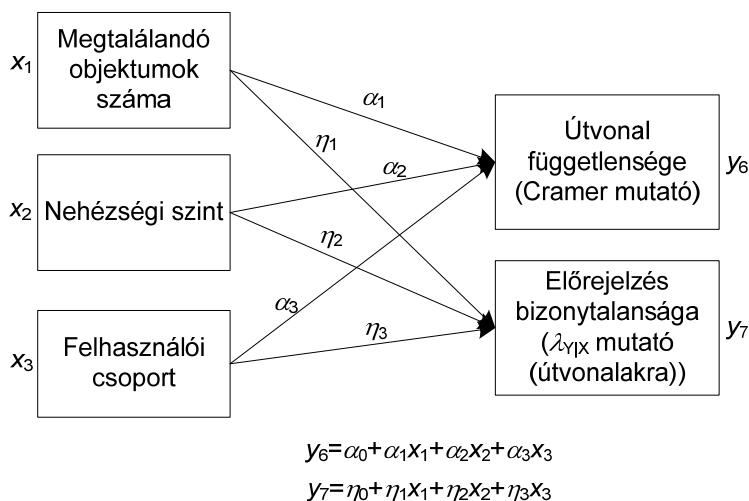 x₁
Megtalálandó
objektumok
száma
x₂
Nehézségi szint
x₃
Felhasználói
csoport
α₁
η₁
α₂
η₂
α₃
η₃
Útvonal
függetlensége
(Cramer mutató)
y₆
Előrejelzés
bizonytalansága
(λY|X mutató
(útvonalakra))
y₇
y₆=α₀+α₁x₁+α₂x₂+α₃x₃
y₇=η₀+η₁x₁+η₂x₂+η₃x₃